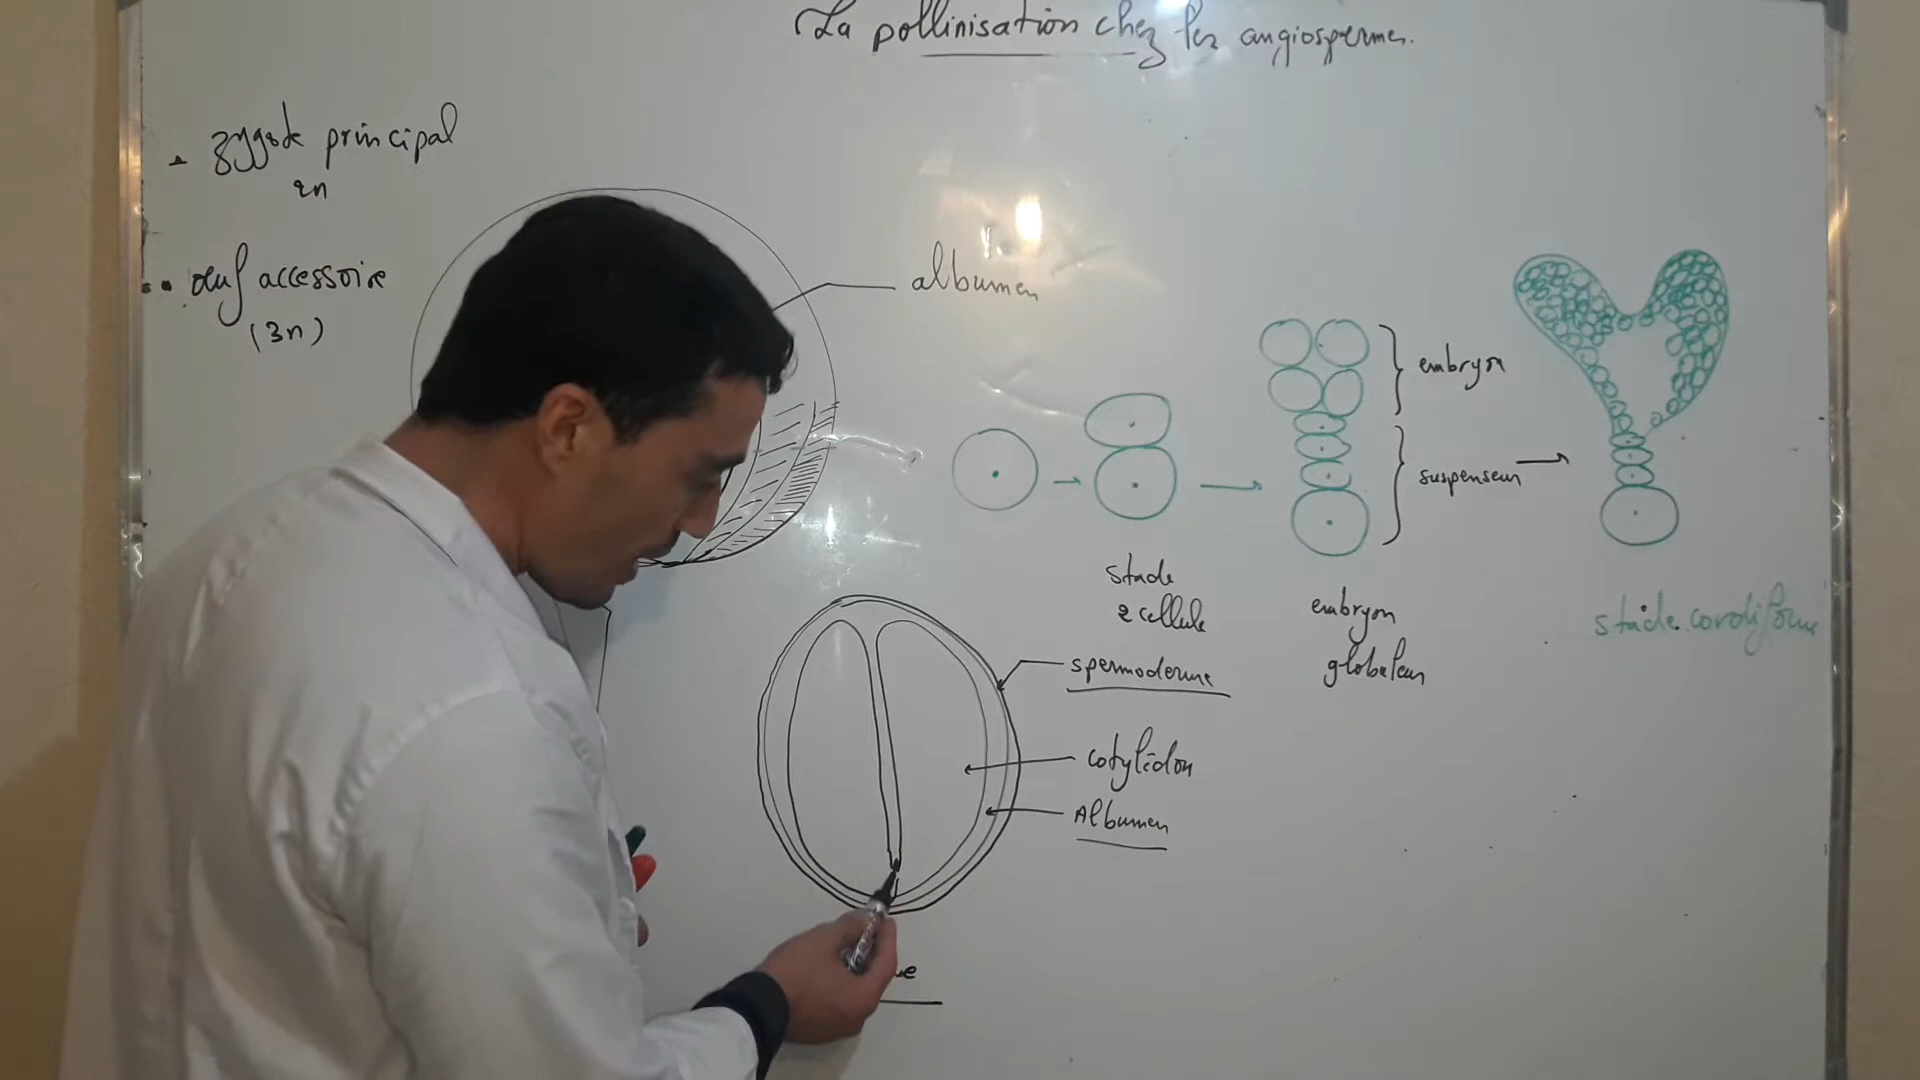 La pollinisation chez les angiospermes.
- zygote principal
2n
• œuf accessoire
(3n)
albumen
embryon
suspenseur
stade
2 cellule
embryon
globuleux
stade cordiforme
spermoderme
cotylédon
Albumen